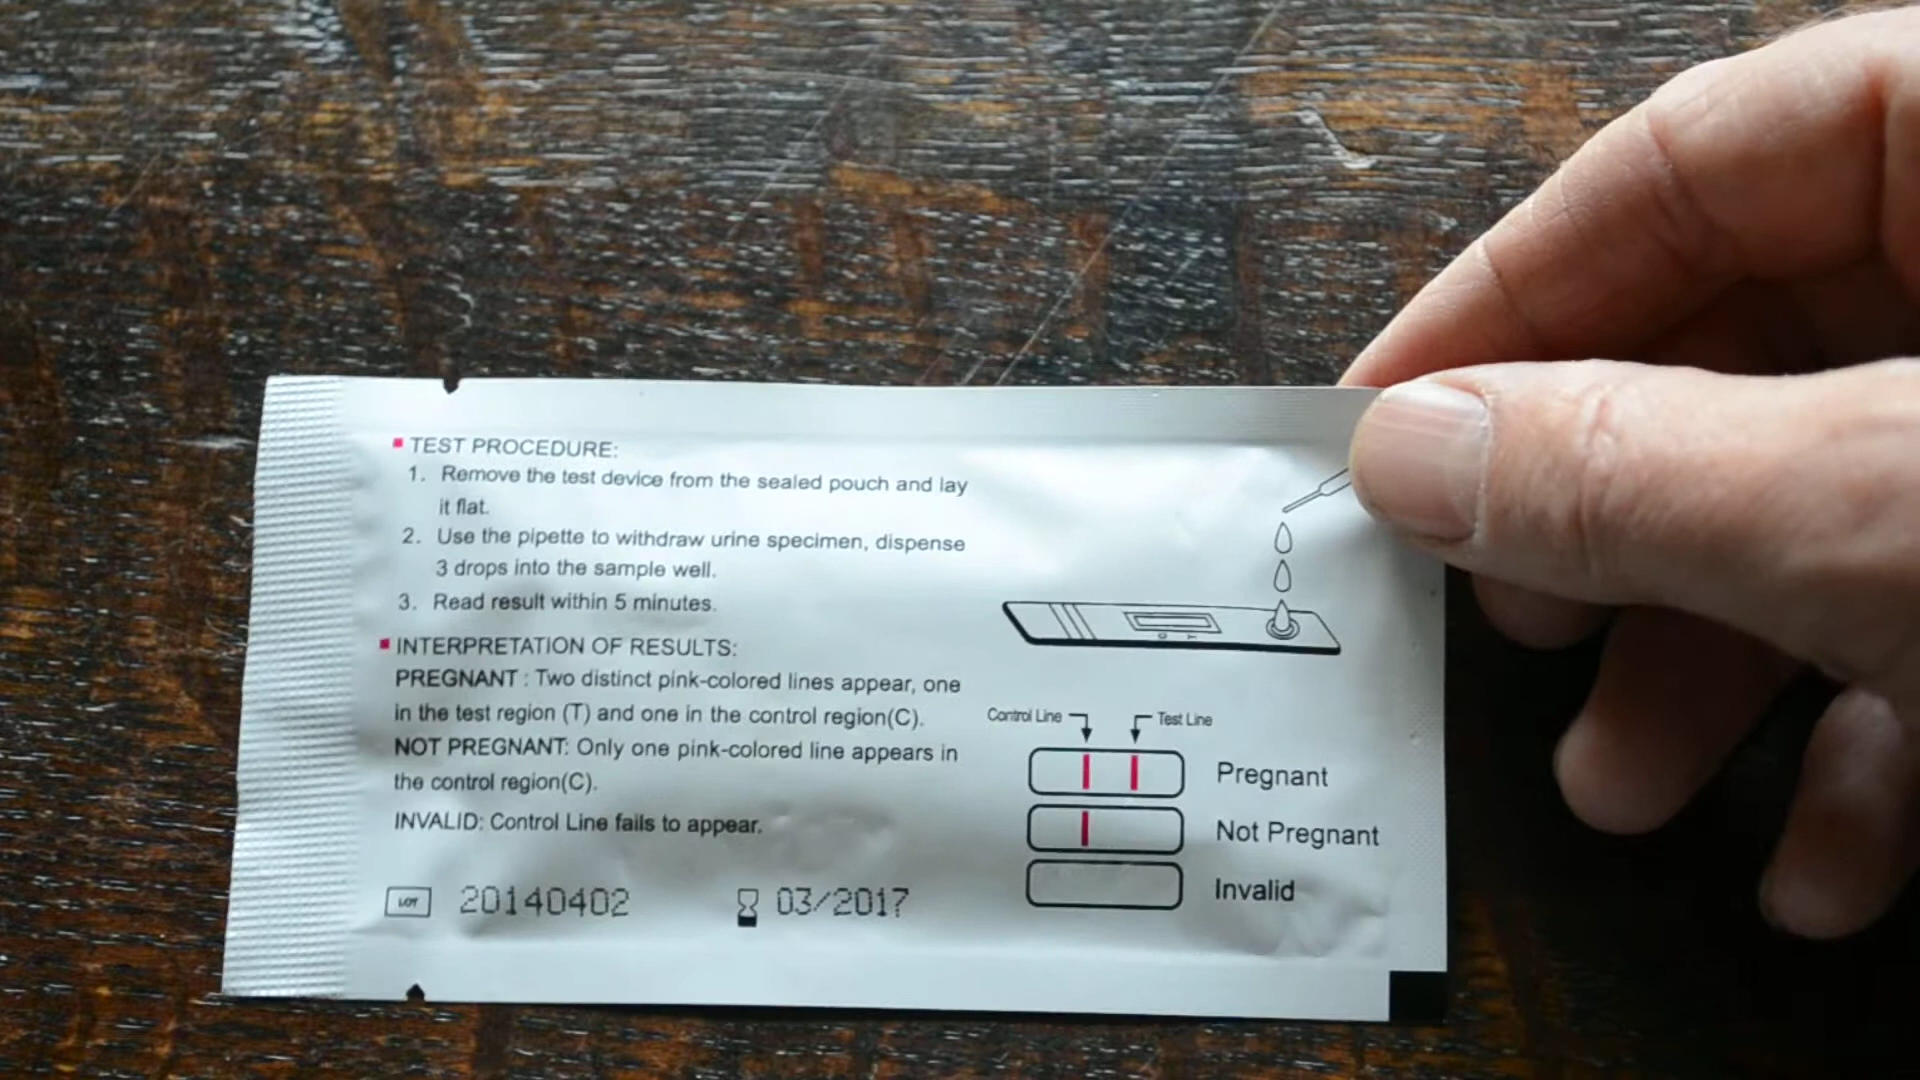 TEST PROCEDURE:
1. Remove the test device from the sealed pouch and lay
it flat.
2. Use the pipette to withdraw urine specimen, dispense
3 drops into the sample well.
3. Read result within 5 minutes.
INTERPRETATION OF RESULTS:
PREGNANT : Two distinct pink-colored lines appear, one
in the test region (T) and one in the control region(C).
NOT PREGNANT: Only one pink-colored line appears in
the control region(C).
INVALID: Control Line fails to appear.
LOT 20140402 03/2017
C T
Control Line Test Line
Pregnant
Not Pregnant
Invalid